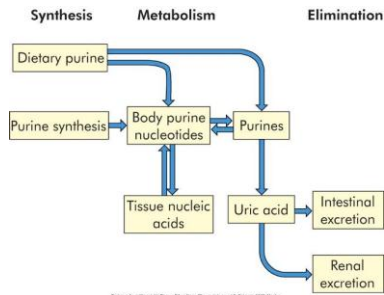 Synthesis Metabolism Elimination
Dietary purine
Purine synthesis
Body purine
nucleotides
Purines
Tissue nucleic
acids
Uric acid
Intestinal
excretion
Renal
excretion